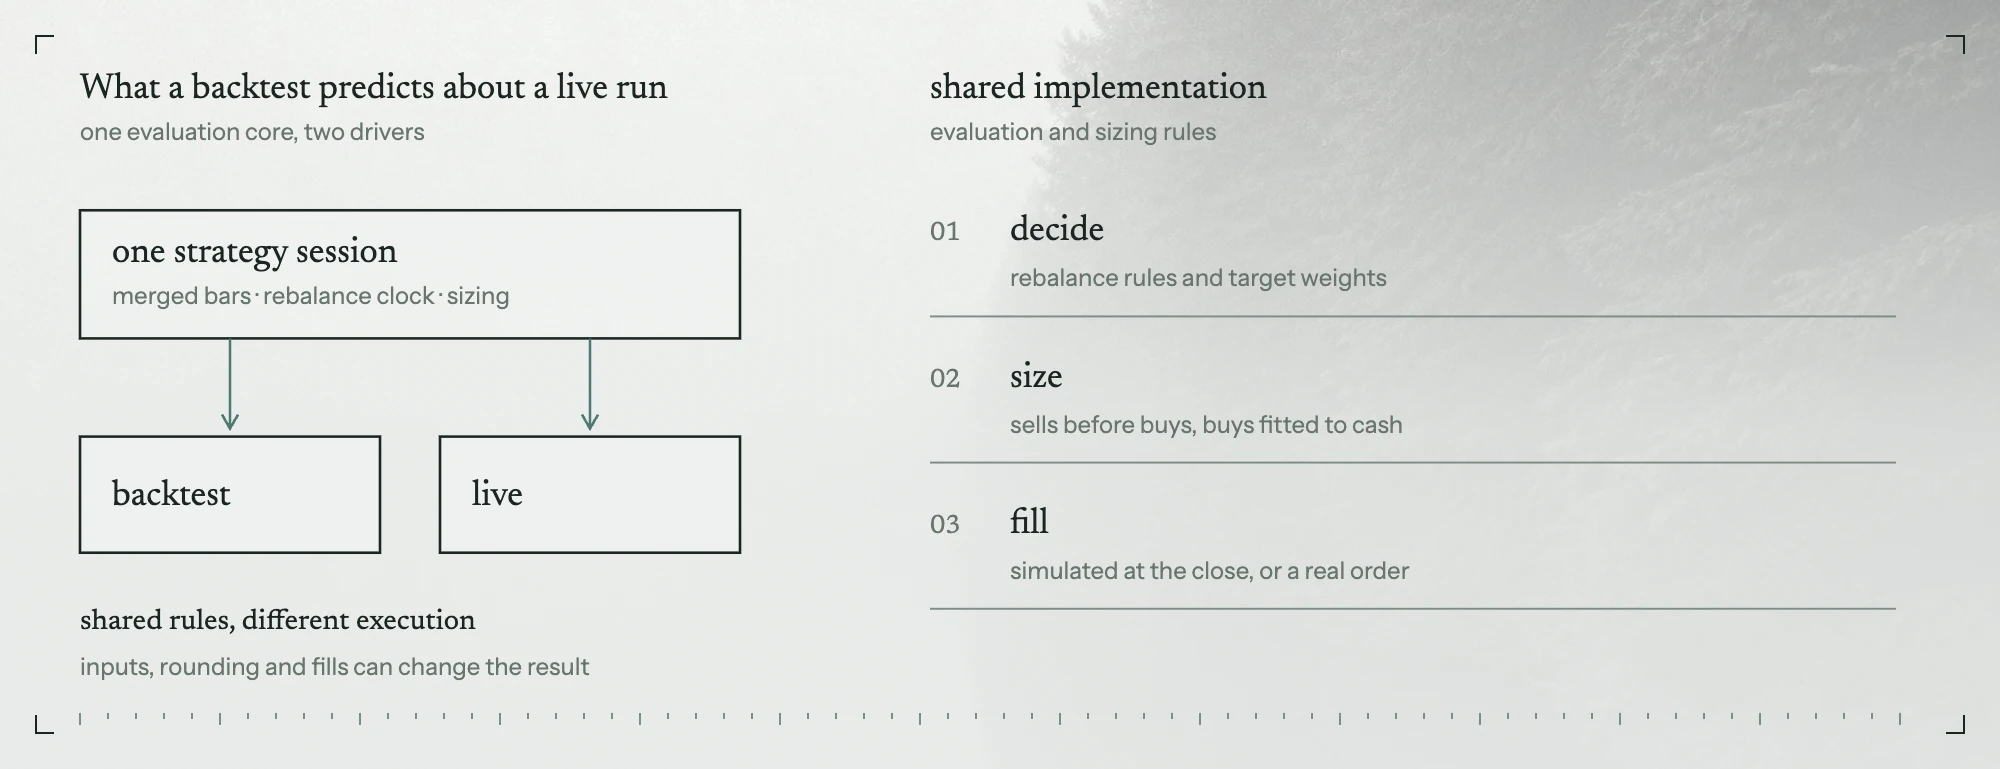 What a backtest predicts about a live run
one evaluation core, two drivers
one strategy session
merged bars · rebalance clock · sizing
backtest
live
shared rules, different execution
inputs, rounding and fills can change the result
shared implementation
evaluation and sizing rules
01 decide
rebalance rules and target weights
02 size
sells before buys, buys fitted to cash
03 fill
simulated at the close, or a real order